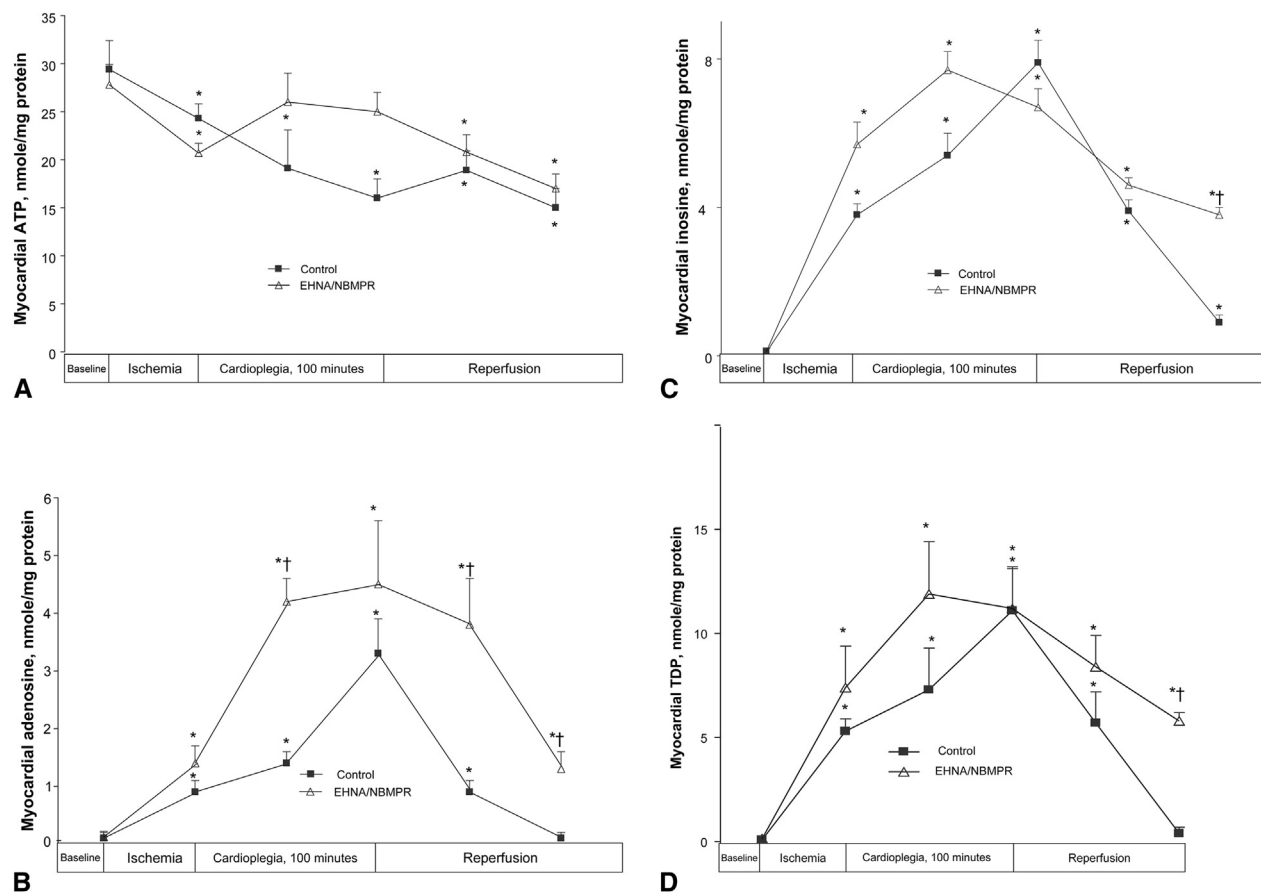 Myocardial ATP, nmole/mg protein
35
30
25
20
15
10
5
0
*
*
*
*
*
*
*
*
Control
EHNA/NBMPR
Baseline
Ischemia
Cardioplegia, 100 minutes
Reperfusion
A
Myocardial inosine, nmole/mg protein
8
4
0
*
*
*
*
*
*
*
*
*†
*
Control
EHNA/NBMPR
Baseline
Ischemia
Cardioplegia, 100 minutes
Reperfusion
C
Myocardial adenosine, nmole/mg protein
6
5
4
3
2
1
0
*
*
*†
*
*
*
*†
*
*†
Control
EHNA/NBMPR
Baseline
Ischemia
Cardioplegia, 100 minutes
Reperfusion
B
Myocardial TDP, nmole/mg protein
15
10
5
0
*
*
*
*
*
*
*
*
*†
Control
EHNA/NBMPR
Baseline
Ischemia
Cardioplegia, 100 minutes
Reperfusion
D